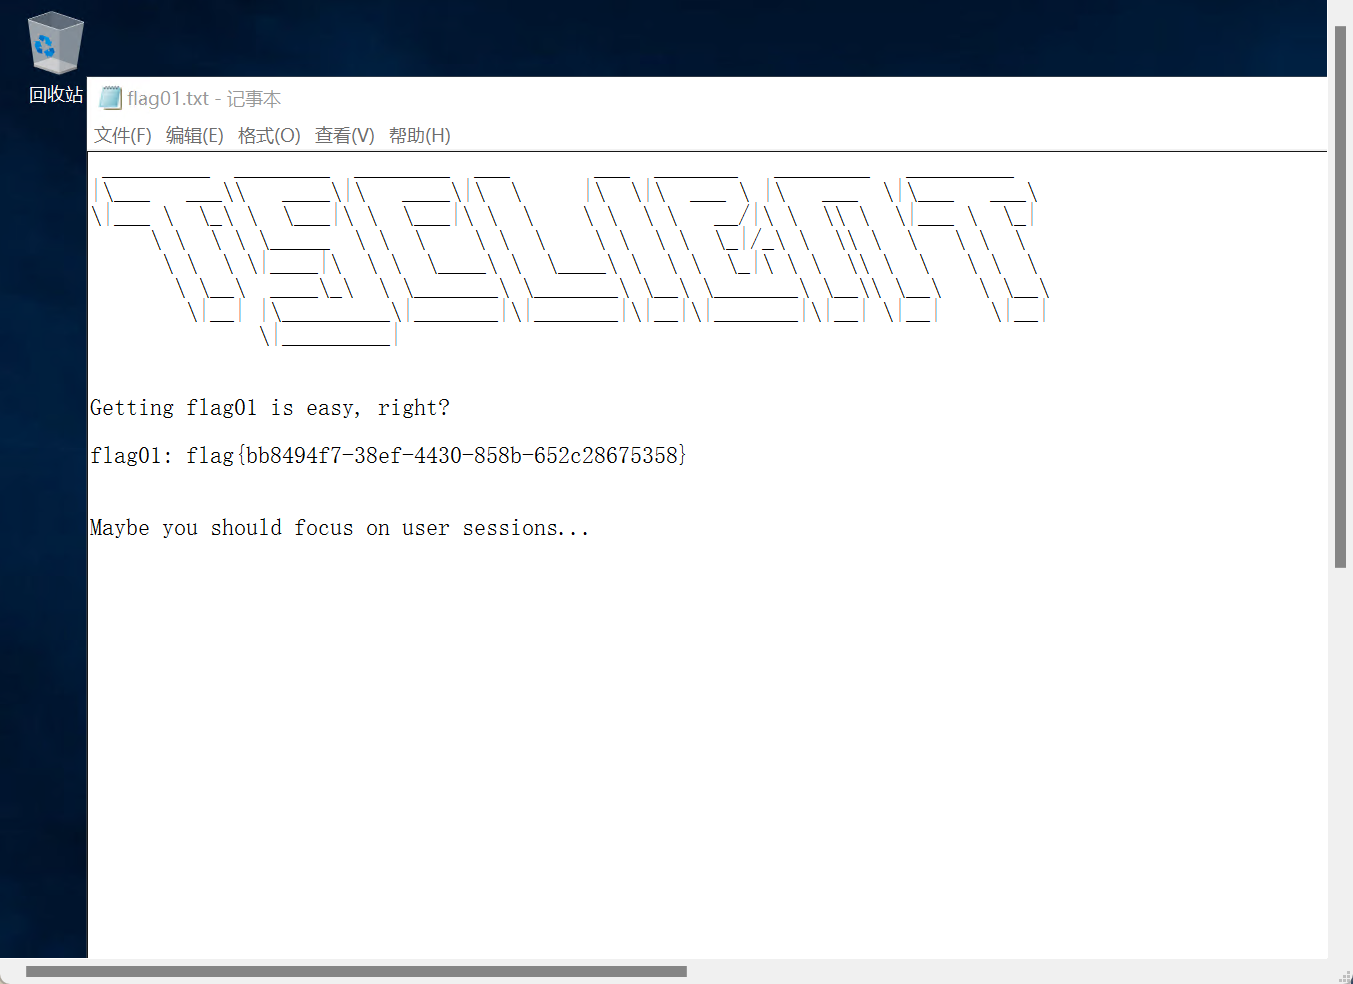 回收站
flag01.txt - 记事本
文件(F) 编辑(E) 格式(O) 查看(V) 帮助(H)
TSCLIENT
Getting flag01 is easy, right?
flag01: flag{bb8494f7-38ef-4430-858b-652c28675358}
Maybe you should focus on user sessions...